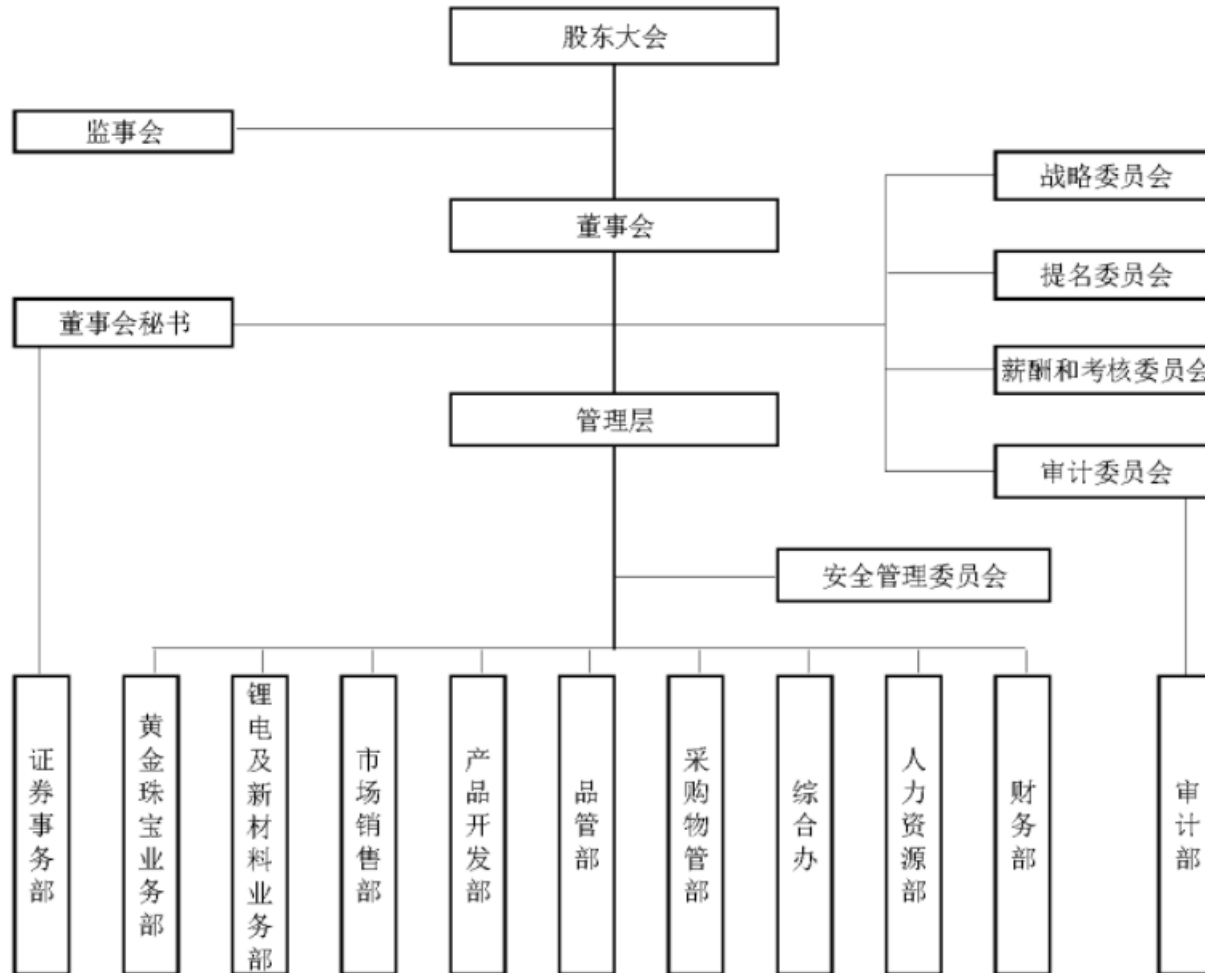 股东大会
监事会
战略委员会
董事会
提名委员会
董事会秘书
薪酬和考核委员会
管理层
审计委员会
安全管理委员会
证券事务部
黄金珠宝业务部
锂电及新材料业务部
市场销售部
产品开发部
品管部
采购物管部
综合办
人力资源部
财务部
审计部